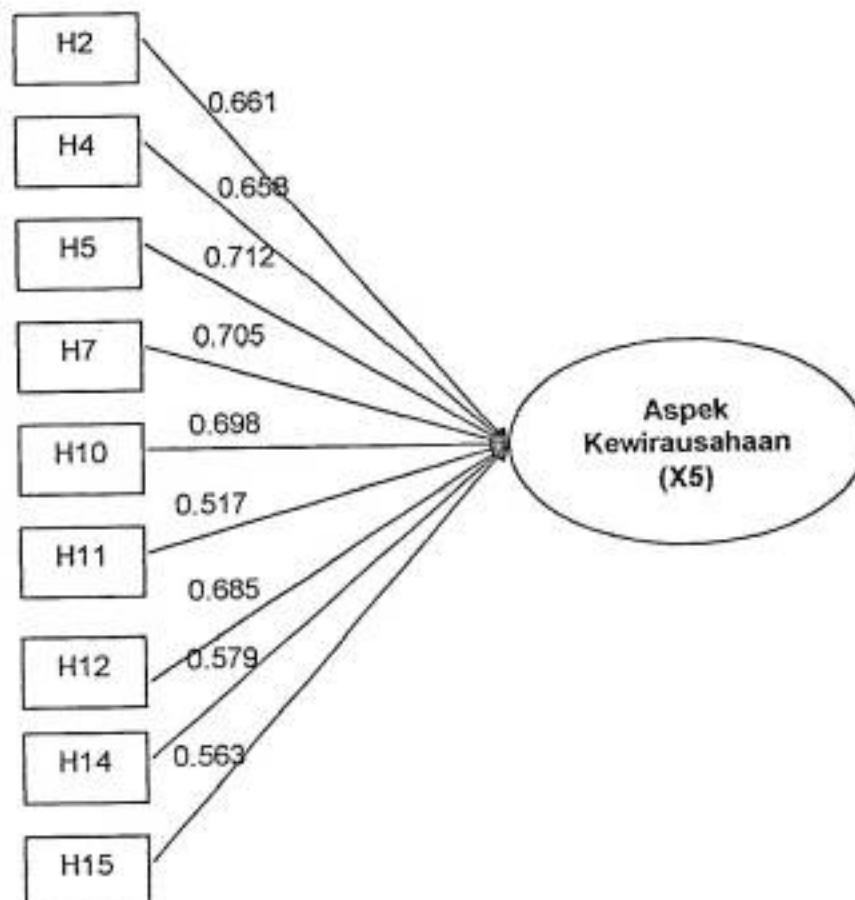 H2
0.661
H4
0.658
H5
0.712
H7
0.705
H10
0.698
H11
0.517
H12
0.685
H14
0.579
H15
0.563
Aspek
Kewirausahaan
(X5)